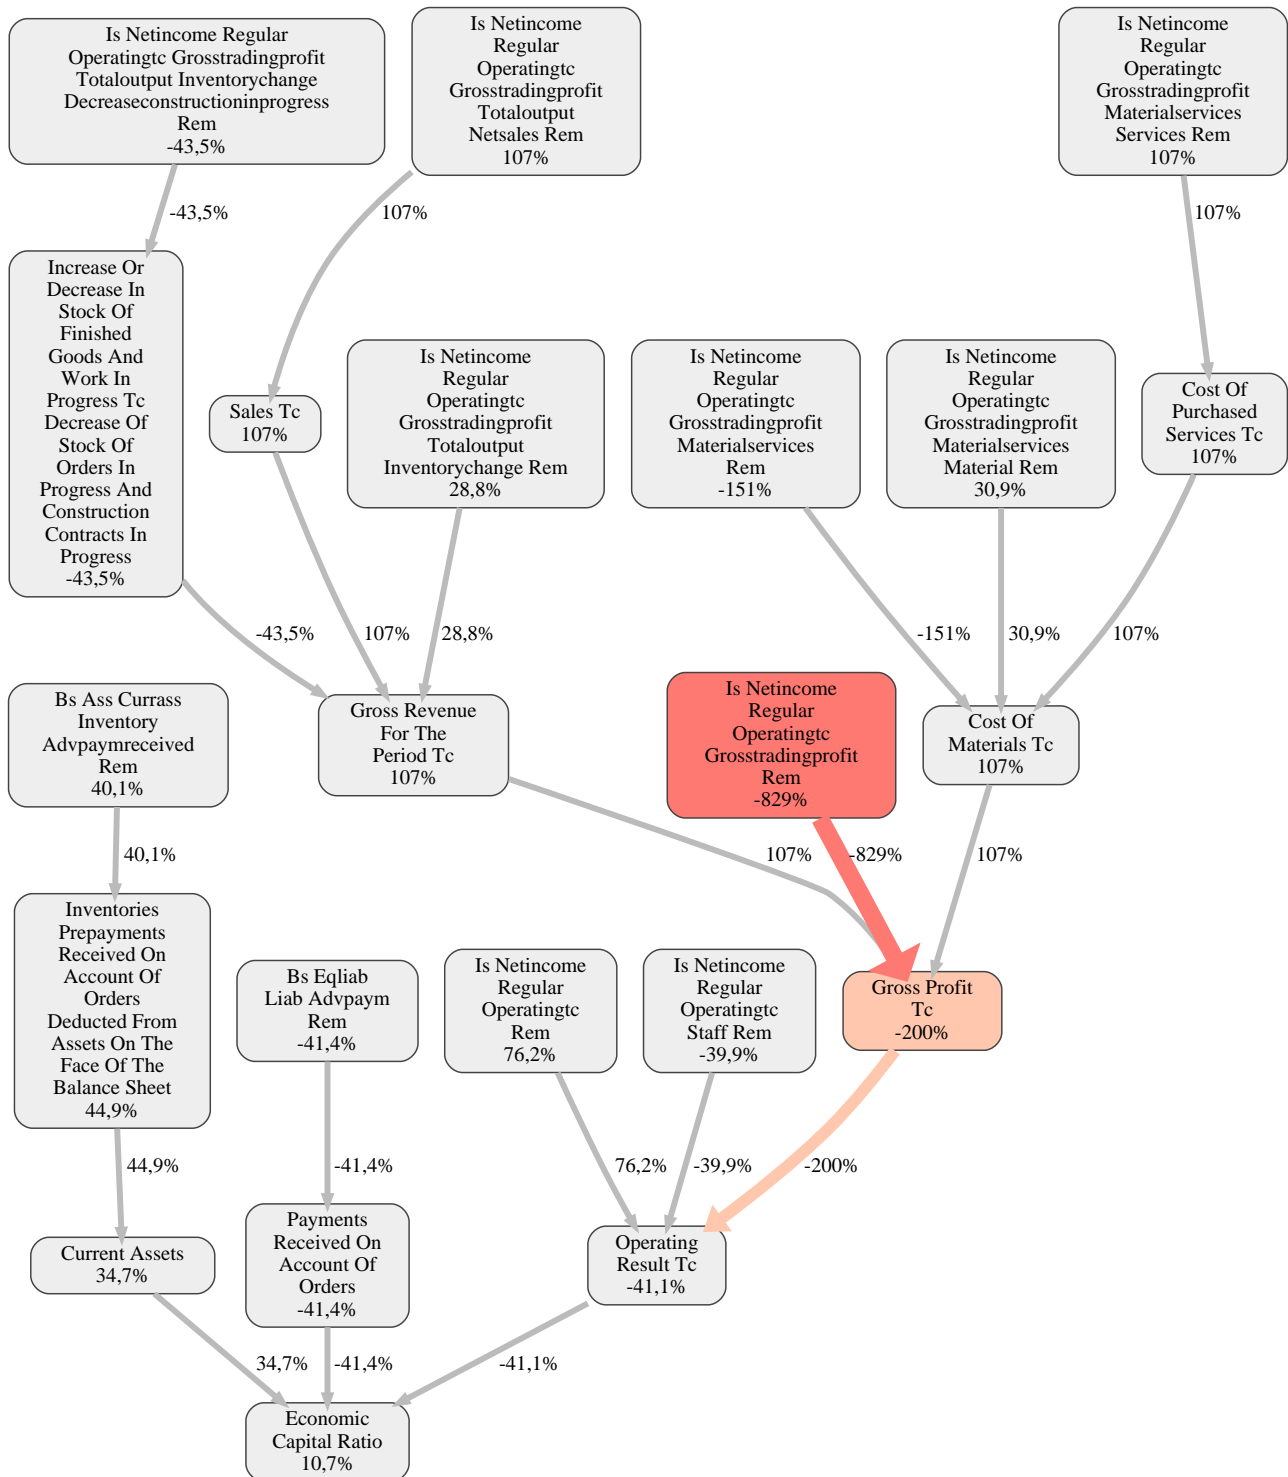 Is Netincome Regular
Operatingtc Grosstradingprofit
Totaloutput Inventorychange
Decreaseconstructioninprogress
Rem
-43,5%
Is Netincome
Regular
Operatingtc
Grosstradingprofit
Totaloutput
Netsales Rem
107%
Is Netincome
Regular
Operatingtc
Grosstradingprofit
Materialservices
Services Rem
107%
-43,5%
107%
107%
Increase Or
Decrease In
Stock Of
Finished
Goods And
Work In
Progress Tc
Decrease Of
Stock Of
Orders In
Progress And
Construction
Contracts In
Progress
-43,5%
Sales Tc
107%
Is Netincome
Regular
Operatingtc
Grosstradingprofit
Totaloutput
Inventorychange Rem
28,8%
Is Netincome
Regular
Operatingtc
Grosstradingprofit
Materialservices
Rem
-151%
Is Netincome
Regular
Operatingtc
Grosstradingprofit
Materialservices
Material Rem
30,9%
Cost Of
Purchased
Services Tc
107%
-43,5%
107%
28,8%
-151%
30,9%
107%
Bs Ass Currass
Inventory
Advpaymreceived
Rem
40,1%
Gross Revenue
For The
Period Tc
107%
Is Netincome
Regular
Operatingtc
Grosstradingprofit
Rem
-829%
Cost Of
Materials Tc
107%
40,1%
107%
-829%
107%
Inventories
Prepayments
Received On
Account Of
Orders
Deducted From
Assets On The
Face Of The
Balance Sheet
44,9%
Bs Eqliab
Liab Advpaym
Rem
-41,4%
Is Netincome
Regular
Operatingtc
Rem
76,2%
Is Netincome
Regular
Operatingtc
Staff Rem
-39,9%
Gross Profit
Tc
-200%
44,9%
-41,4%
76,2%
-39,9%
-200%
Current Assets
34,7%
Payments
Received On
Account Of
Orders
-41,4%
Operating
Result Tc
-41,1%
34,7%
-41,4%
-41,1%
Economic
Capital Ratio
10,7%